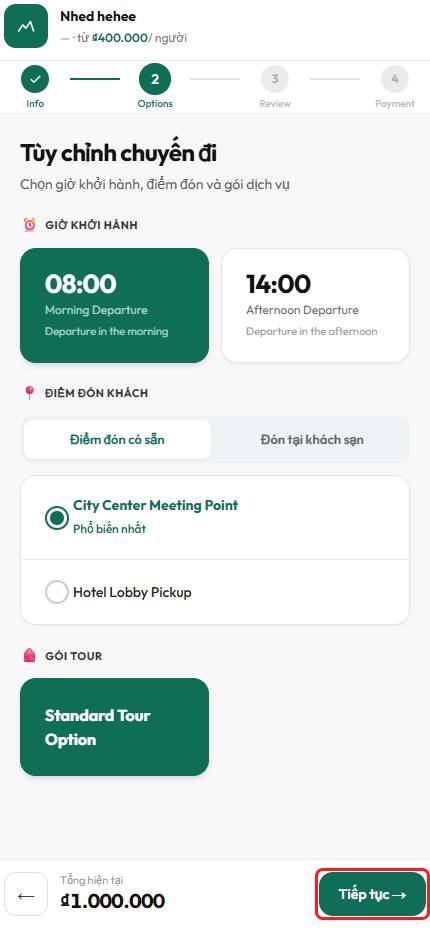 Nhed hehee
— · từ ₫400.000/ người
2
3
4
Info
Options
Review
Payment
Tùy chỉnh chuyến đi
Chọn giờ khởi hành, điểm đón và gói dịch vụ
GIỜ KHỞI HÀNH
08:00
Morning Departure
Departure in the morning
14:00
Afternoon Departure
Departure in the afternoon
ĐIỂM ĐÓN KHÁCH
Điểm đón có sẵn
Đón tại khách sạn
City Center Meeting Point
Phổ biến nhất
Hotel Lobby Pickup
GÓI TOUR
Standard Tour
Option
←
Tổng hiện tại
₫1.000.000
Tiếp tục →